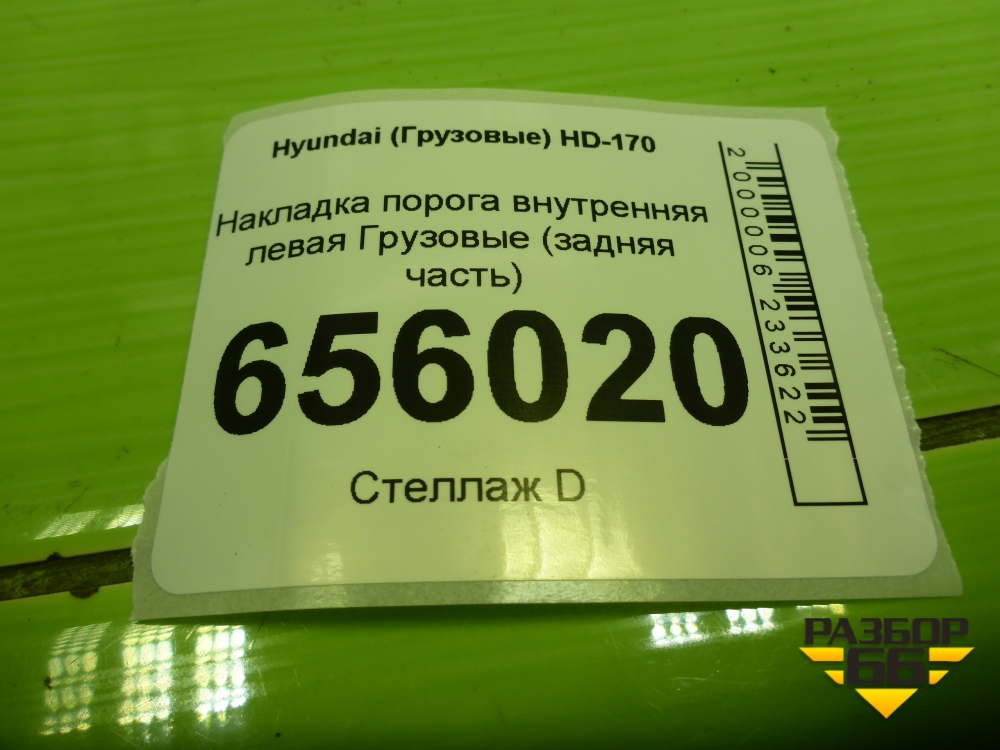 Hyundai (Грузовые) HD-170
Накладка порога внутренняя
левая Грузовые (задняя
часть)
656020
Стеллаж D
2000006233622
РАЗБОР
66